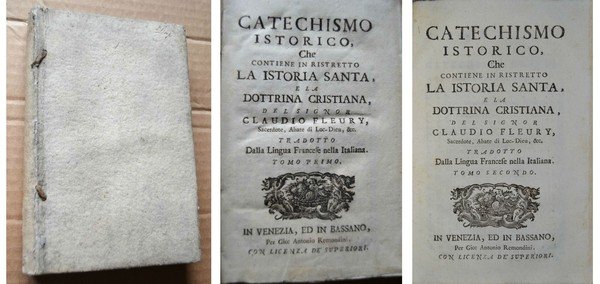 CATECHISMO
ISTORICO,
Che
CONTIENE IN RISTRETTO
LA ISTORIA SANTA,
E LA
DOTTRINA CRISTIANA,
DEL SIGNOR
CLAUDIO FLEURY,
Sacerdote, Abate di Loc-Dieu, &c.
TRADOTTO
Dalla Lingua Francese nella Italiana.
TOMO PRIMO.
IN VENEZIA, ED IN BASSANO,
Per Gio: Antonio Remondini.
CON LICENZA DE' SUPERIORI.
CATECHISMO
ISTORICO,
Che
CONTIENE IN RISTRETTO
LA ISTORIA SANTA,
E LA
DOTTRINA CRISTIANA,
DEL SIGNOR
CLAUDIO FLEURY,
Sacerdote, Abate di Loc-Dieu, &c.
TRADOTTO
Dalla Lingua Francese nella Italiana.
TOMO SECONDO.
IN VENEZIA, ED IN BASSANO,
Per Gio: Antonio Remondini.
CON LICENZA DE' SUPERIORI.